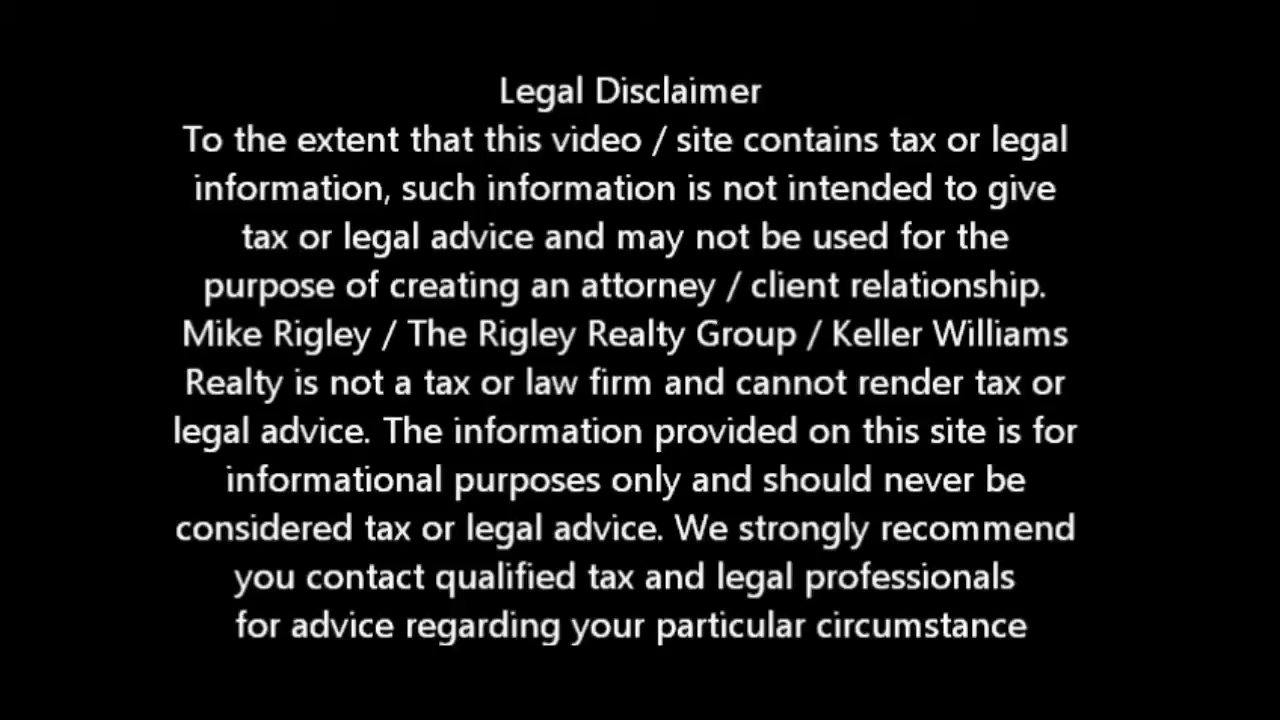 Legal Disclaimer
To the extent that this video / site contains tax or legal
information, such information is not intended to give
tax or legal advice and may not be used for the
purpose of creating an attorney / client relationship.
Mike Rigley / The Rigley Realty Group / Keller Williams
Realty is not a tax or law firm and cannot render tax or
legal advice. The information provided on this site is for
informational purposes only and should never be
considered tax or legal advice. We strongly recommend
you contact qualified tax and legal professionals
for advice regarding your particular circumstance